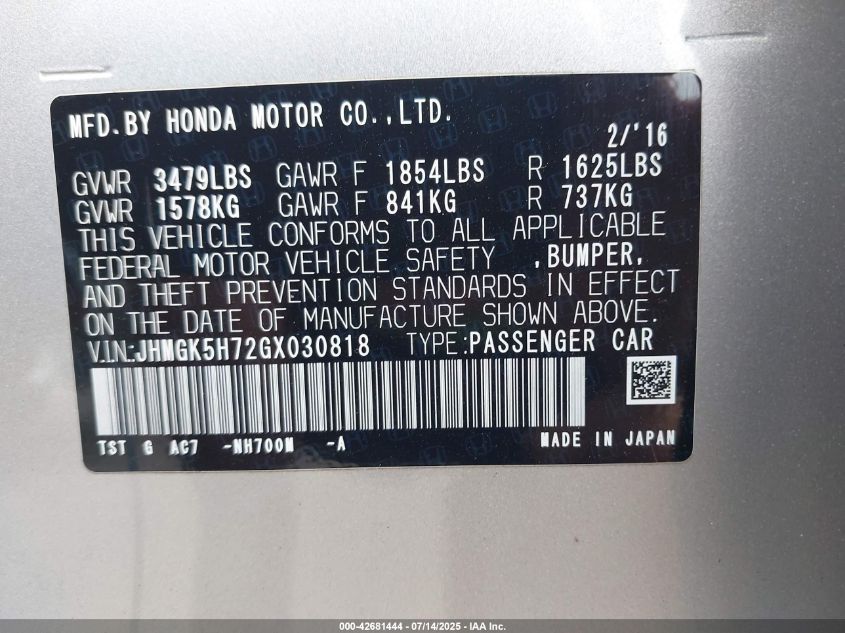 MFD.BY HONDA MOTOR CO.,LTD.
2/'16
GVWR 3479LBS GAWR F 1854LBS R 1625LBS
GVWR 1578KG GAWR F 841KG R 737KG
THIS VEHICLE CONFORMS TO ALL APPLICABLE
FEDERAL MOTOR VEHICLE SAFETY ,BUMPER,
AND THEFT PREVENTION STANDARDS IN EFFECT
ON THE DATE OF MANUFACTURE SHOWN ABOVE.
V.IN:JHMGK5H72GX030818 TYPE:PASSENGER CAR
TST G AC7 -NH700M -A MADE IN JAPAN
000-42681444 - 07/14/2025 - IAA Inc.